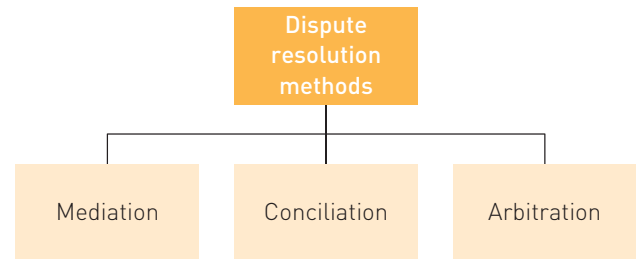 Dispute
resolution
methods
Mediation
Conciliation
Arbitration